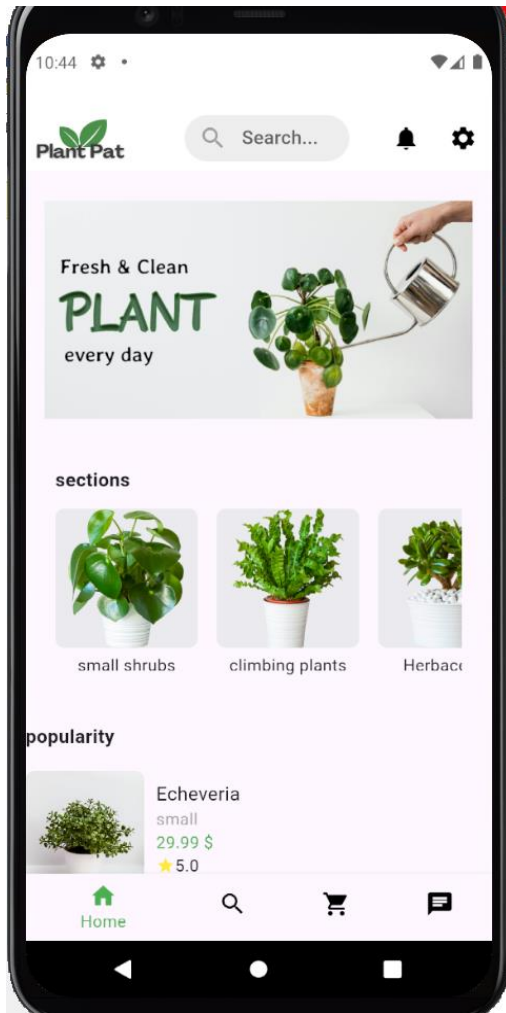 10:44
Plant Pat
Search...
Fresh & Clean
PLANT
every day
sections
small shrubs
climbing plants
Herbace
popularity
Echeveria
small
29.99 $
5.0
Home